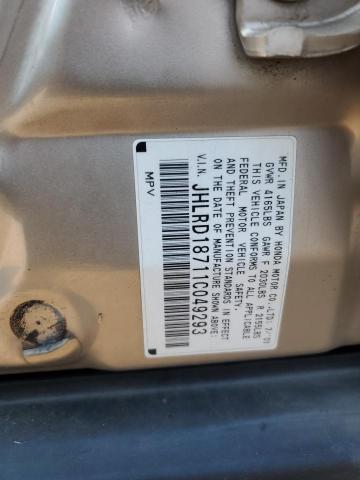 MFD. IN JAPAN BY HONDA MOTOR CO.,LTD. 7/'01
GVWR 4165LBS GAWR F 2030LBS R 2155LBS
THIS VEHICLE CONFORMS TO ALL APPLICABLE
FEDERAL MOTOR VEHICLE SAFETY
AND THEFT PREVENTION STANDARDS IN EFFECT
ON THE DATE OF MANUFACTURE SHOWN ABOVE:
V.I.N. JHLRD18711C049293
MPV